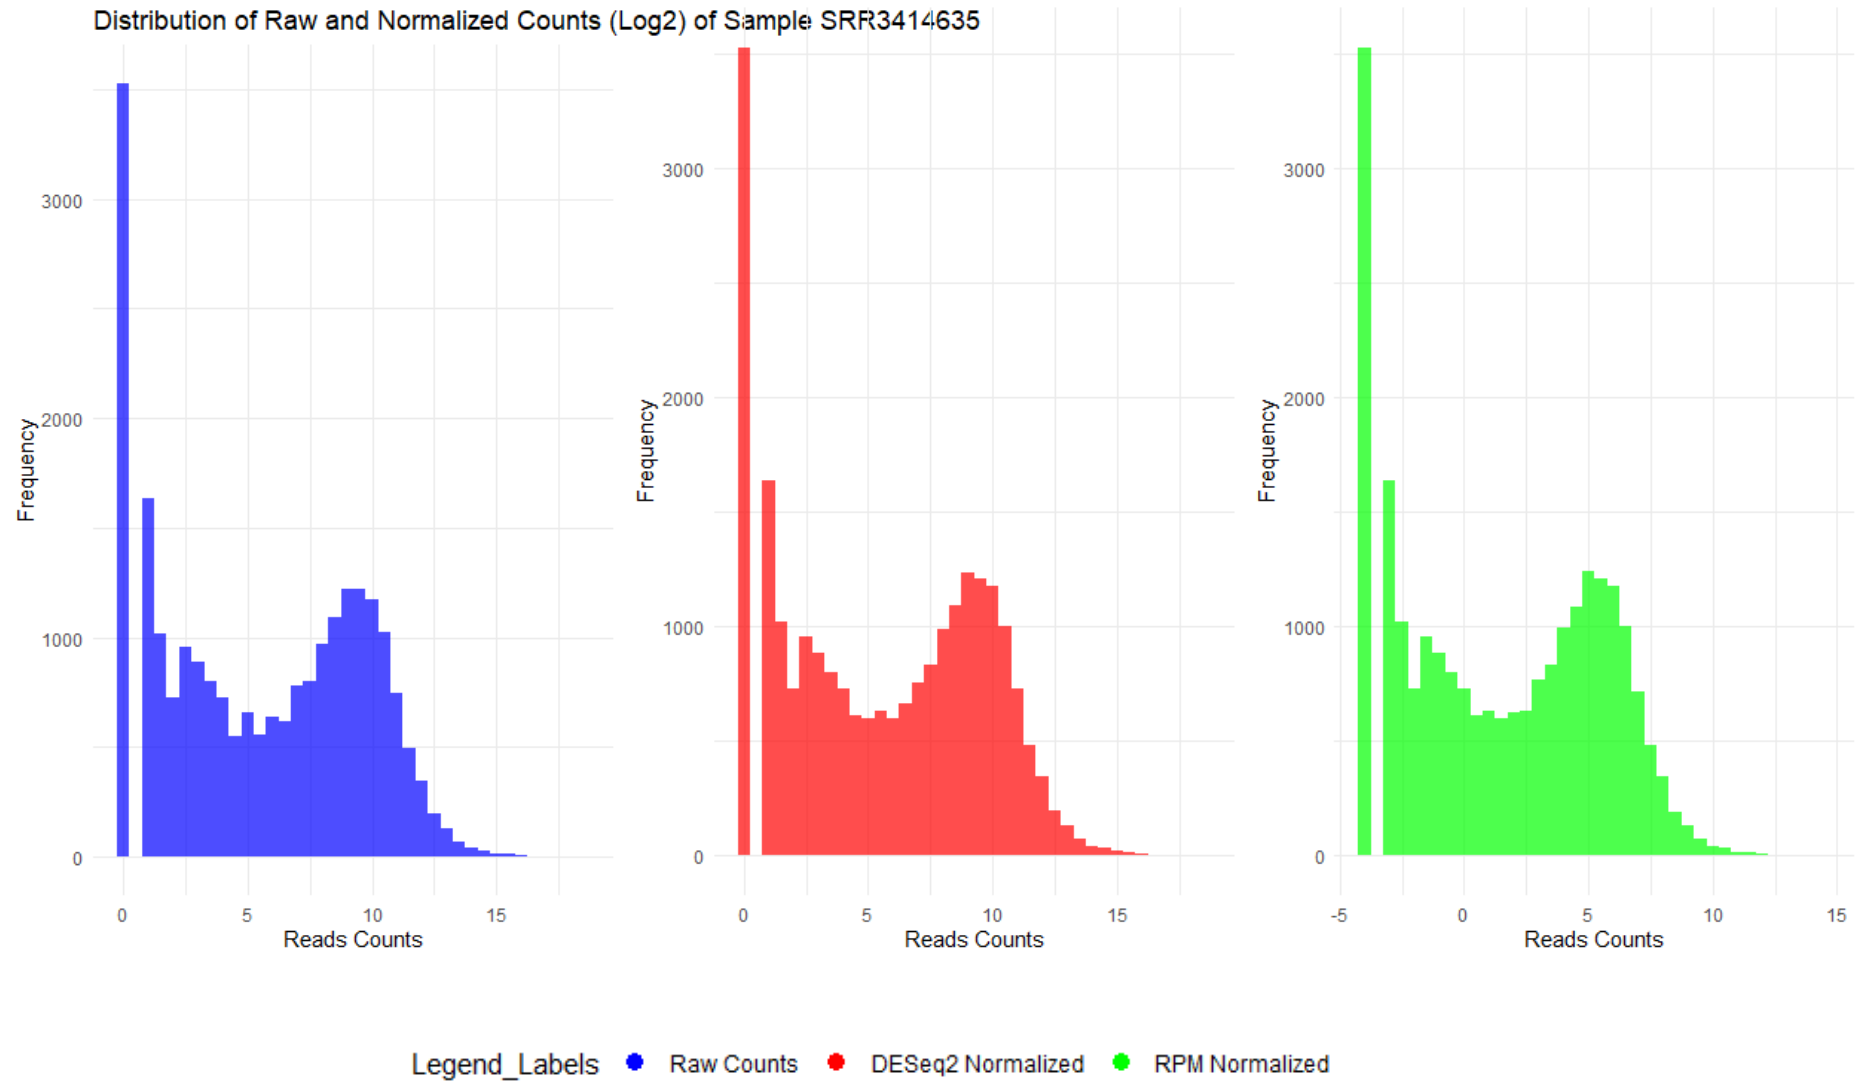 Distribution of Raw and Normalized Counts (Log2) of Sample SRR3414635
Frequency
3000
2000
1000
0
0 5 10 15
Reads Counts
Frequency
3000
2000
1000
0
0 5 10 15
Reads Counts
Frequency
3000
2000
1000
0
-5 0 5 10 15
Reads Counts
Legend_Labels Raw Counts DESeq2 Normalized RPM Normalized